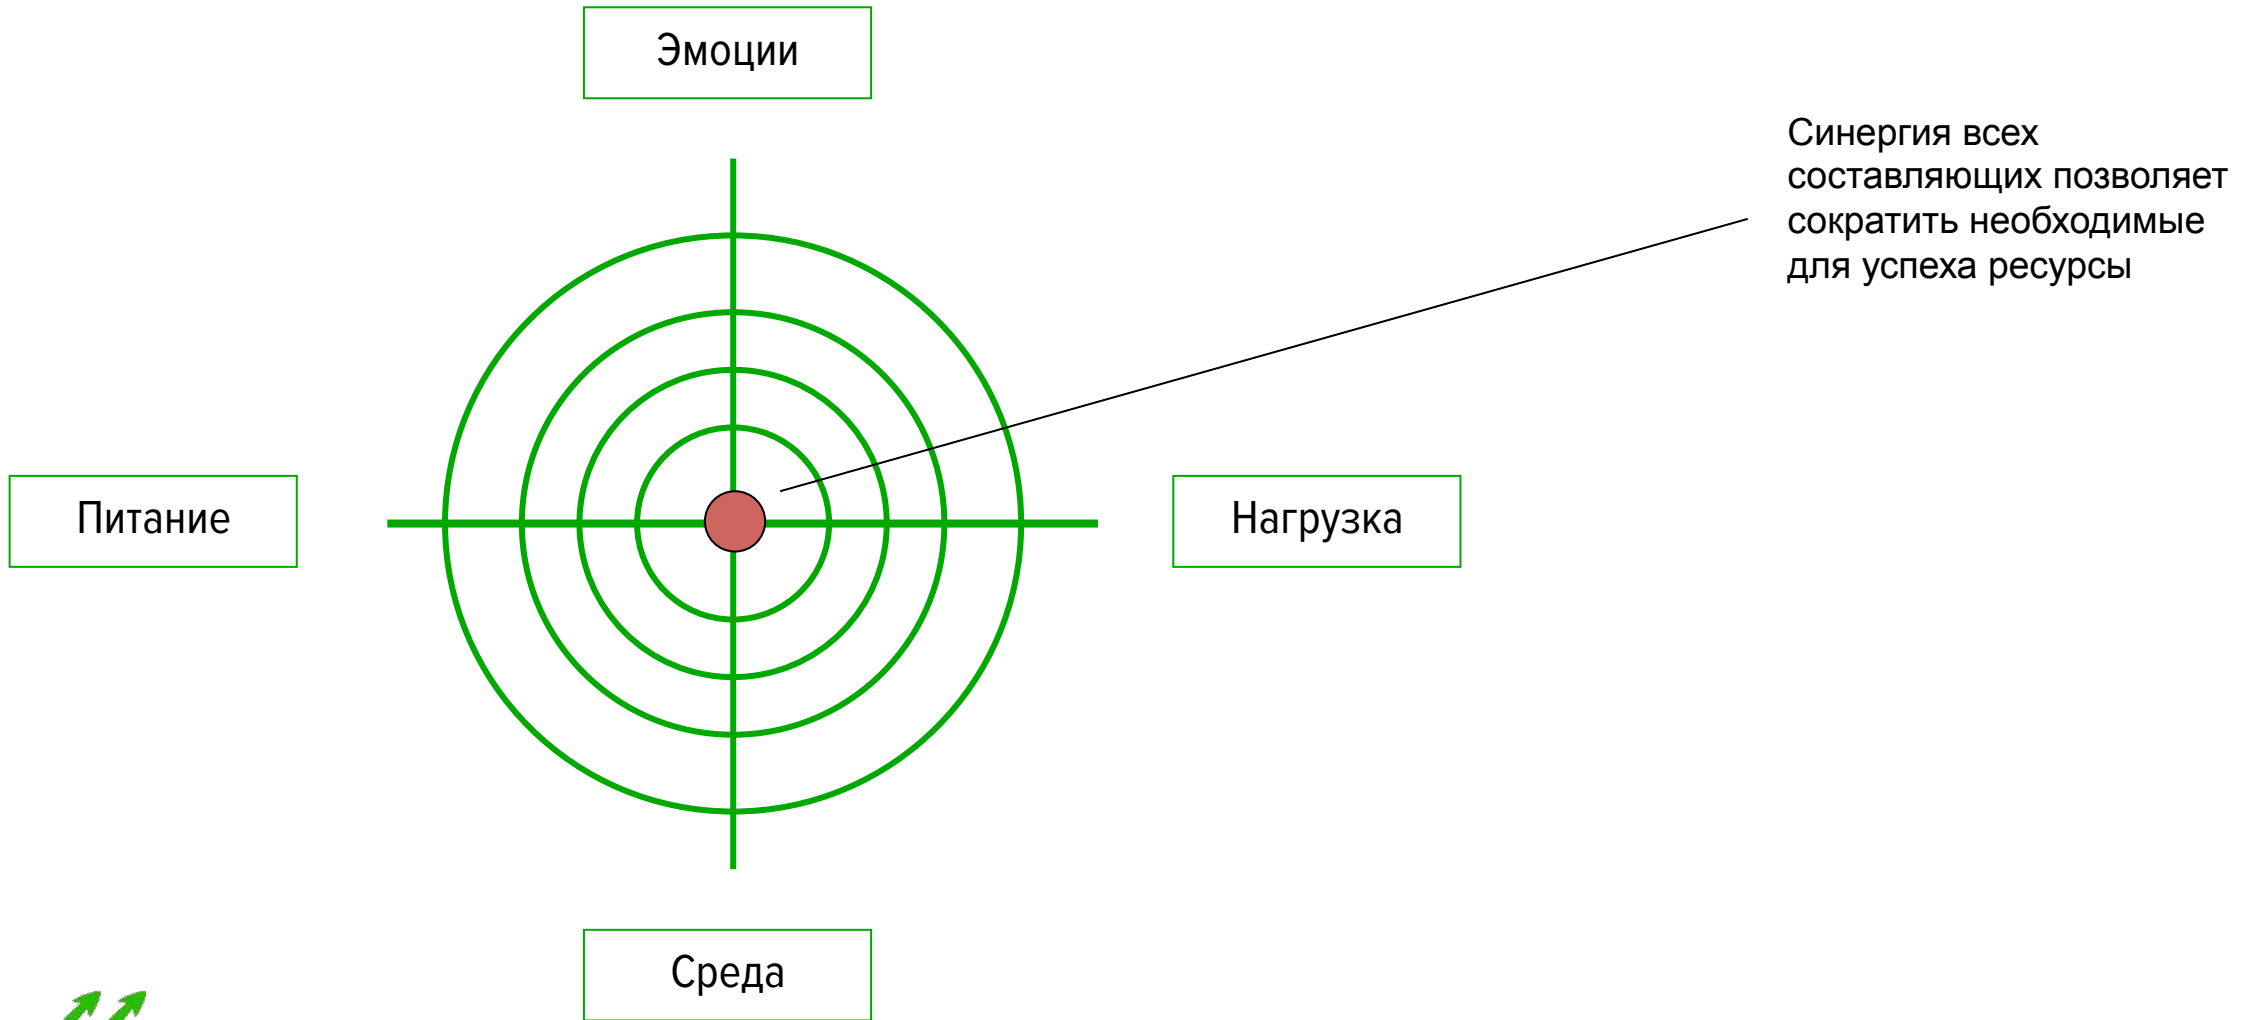 Эмоции
Синергия всех
составляющих позволяет
сократить необходимые
для успеха ресурсы
Питание
Нагрузка
Среда